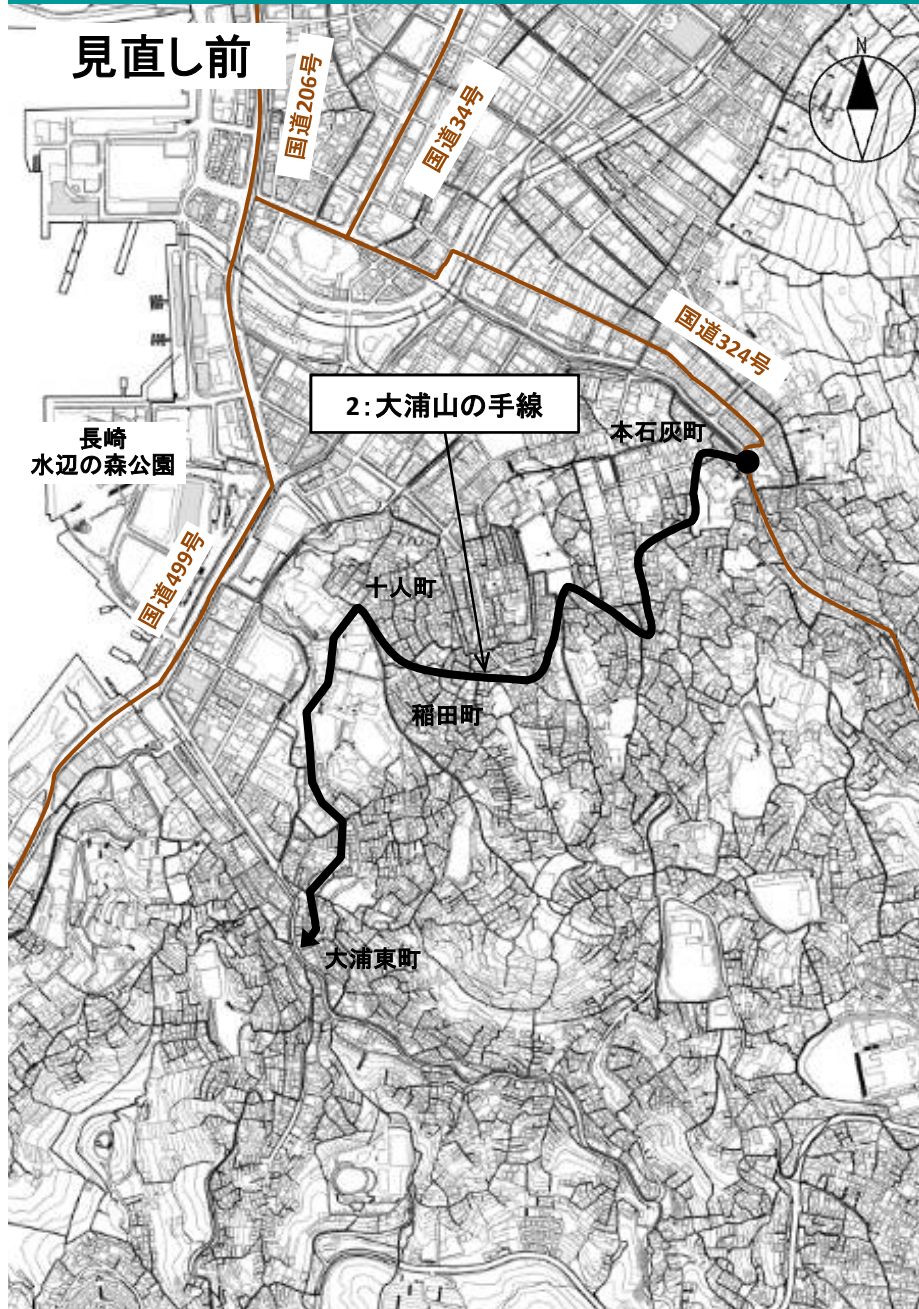 見直し前
N
国道206号
国道34号
国道324号
2:大浦山の手線
本石灰町
長崎
水辺の森公園
国道499号
十人町
稲田町
大浦東町